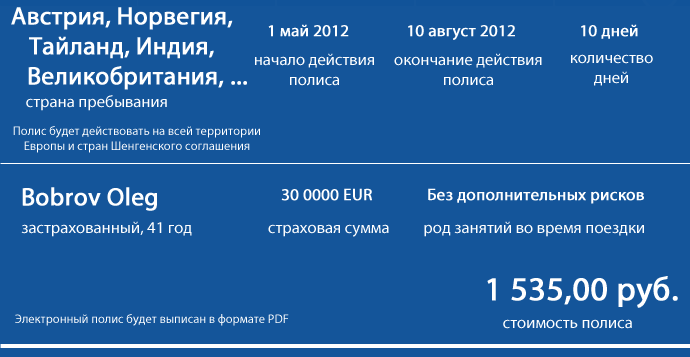 Австрия, Норвегия,
Тайланд, Индия,
Великобритания, ...
страна пребывания
1 май 2012
начало действия
полиса
10 август 2012
окончание действия
полиса
10 дней
количество
дней
Полис будет действовать на всей территории
Европы и стран Шенгенского соглашения
Bobrov Oleg
застрахованный, 41 год
30 0000 EUR
страховая сумма
Без дополнительных рисков
род занятий во время поездки
1 535,00 руб.
стоимость полиса
Электронный полис будет выписан в формате PDF